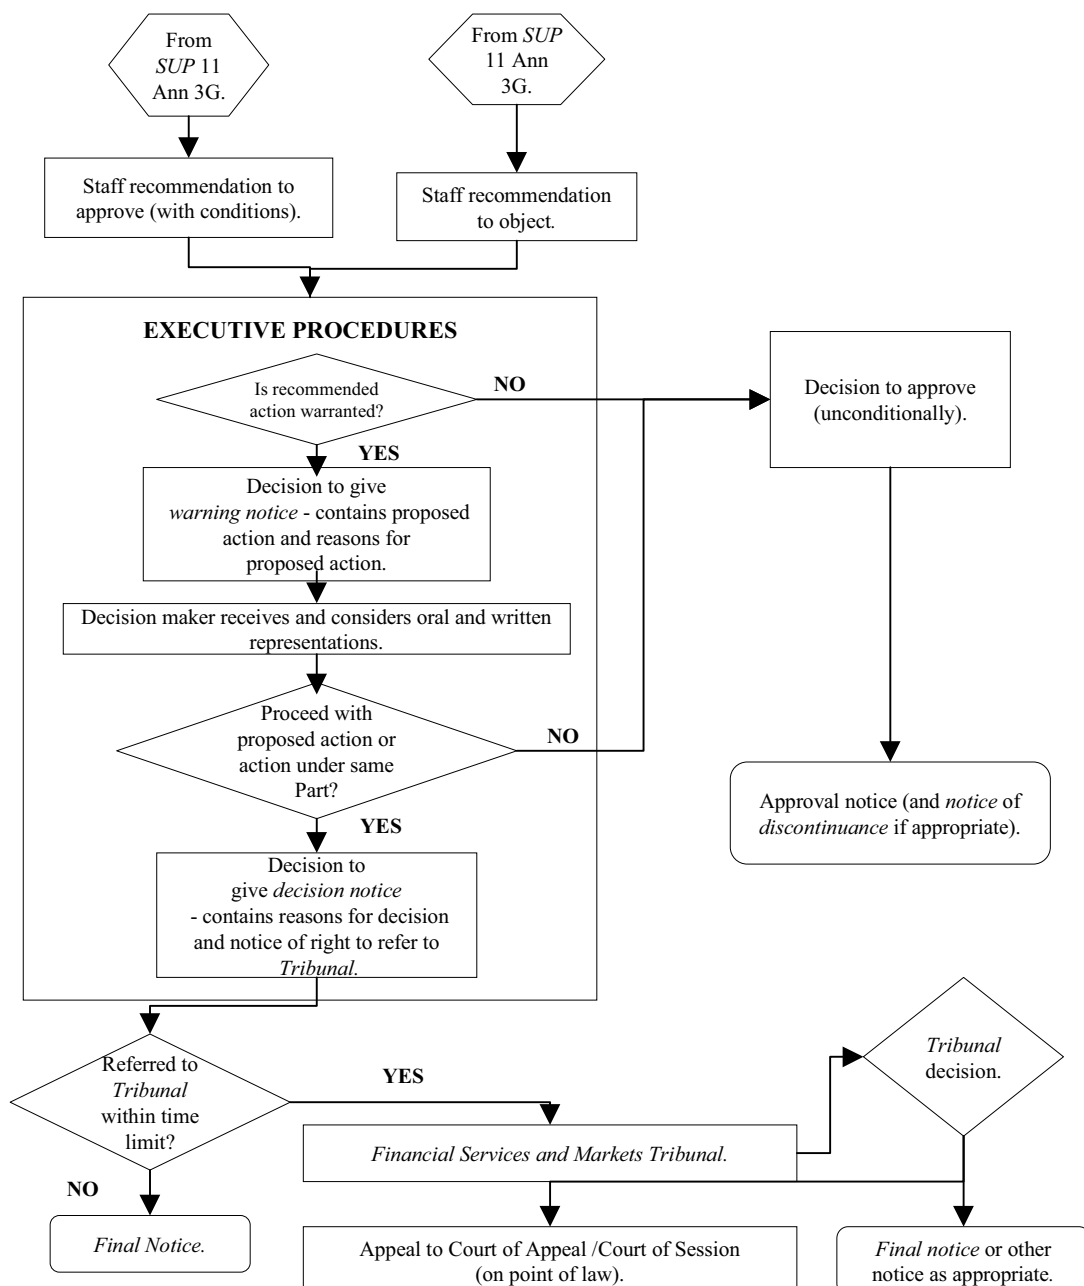 From
SUP 11
Ann 3G.
From SUP
11 Ann
3G.
Staff recommendation to
approve (with conditions).
Staff recommendation
to object.
EXECUTIVE PROCEDURES
Is recommended
action warranted?
NO
YES
Decision to approve
(unconditionally).
Decision to give
warning notice - contains proposed
action and reasons for
proposed action.
Decision maker receives and considers oral and written
representations.
Proceed with
proposed action or
action under same
Part?
NO
YES
Approval notice (and notice of
discontinuance if appropriate).
Decision to
give decision notice
- contains reasons for decision
and notice of right to refer to
Tribunal.
Referred to
Tribunal
within time
limit?
YES
NO
Tribunal
decision.
Financial Services and Markets Tribunal.
Final Notice.
Appeal to Court of Appeal /Court of Session
(on point of law).
Final notice or other
notice as appropriate.